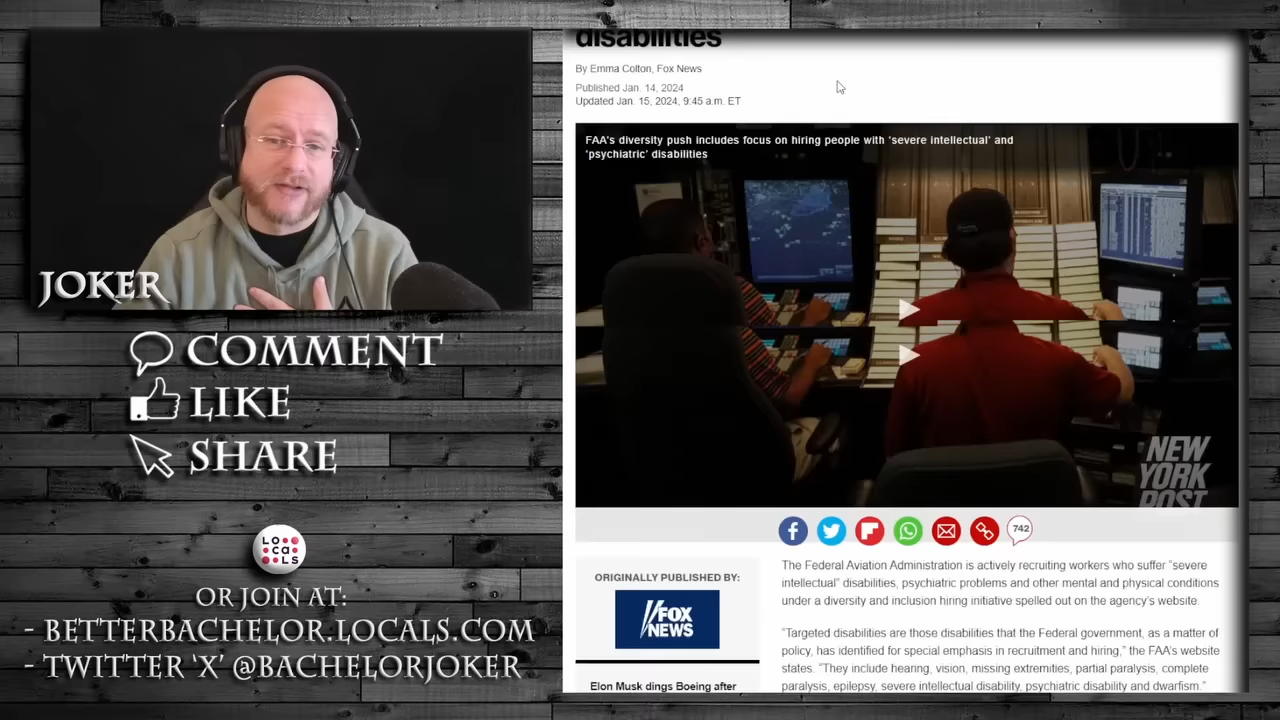 JOKER
COMMENT
LIKE
SHARE
LOcaLS
OR JOIN AT:
- BETTERBACHELOR.LOCALS.COM
- TWITTER 'X' @BACHELORJOKER
disabilities
By Emma Colton, Fox News
Published Jan. 14, 2024
Updated Jan. 15, 2024, 9:45 a.m. ET
FAA's diversity push includes focus on hiring people with 'severe intellectual' and
'psychiatric' disabilities
NEW
YORK
POST
742
ORIGINALLY PUBLISHED BY:
FOX
NEWS
Elon Musk dings Boeing after
The Federal Aviation Administration is actively recruiting workers who suffer "severe
intellectual" disabilities, psychiatric problems and other mental and physical conditions
under a diversity and inclusion hiring initiative spelled out on the agency's website.
"Targeted disabilities are those disabilities that the Federal government, as a matter of
policy, has identified for special emphasis in recruitment and hiring," the FAA's website
states. "They include hearing, vision, missing extremities, partial paralysis, complete
paralysis, epilepsy, severe intellectual disability, psychiatric disability and dwarfism."